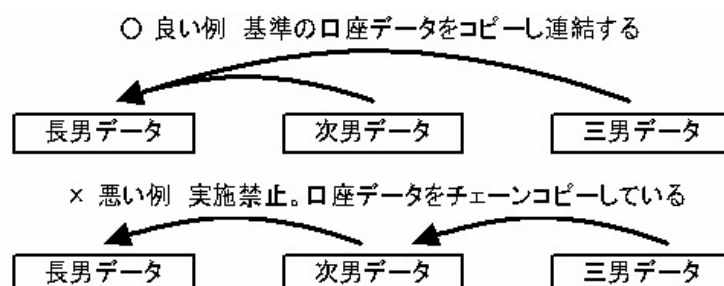 ○ 良い例 基準の口座データをコピーし連結する
長男データ 次男データ 三男データ
× 悪い例 実施禁止。口座データをチェーンコピーしている
長男データ 次男データ 三男データ